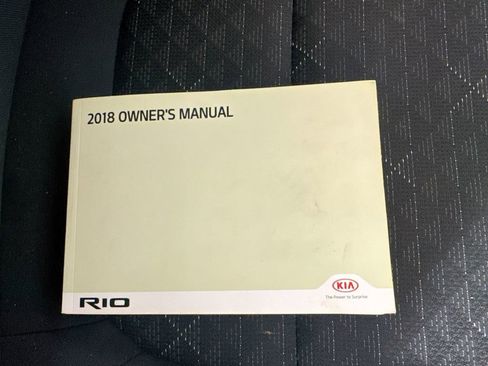 2018 OWNER'S MANUAL
RIO
KIA
The Power to Surprise